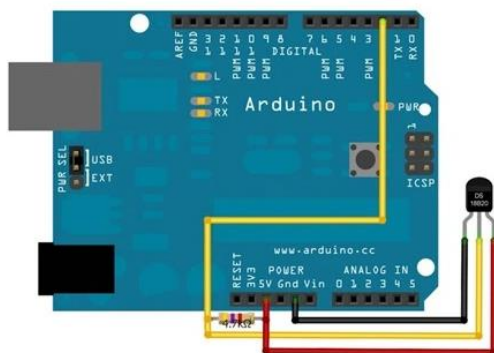 AREF
GND
13
12
11
10
9
8
DIGITAL
7
6
5
4
3
2
TX 1
RX 0
PWM
PWM
PWM
PWM
PWM
PWM
L
TX
RX
Arduino
PWR
1
ICSP
PWR SEL
USB
EXT
DS
18B20
www.arduino.cc
RESET
3V3
POWER
5V Gnd Vin
ANALOG IN
0 1 2 3 4 5
4.7KΩ